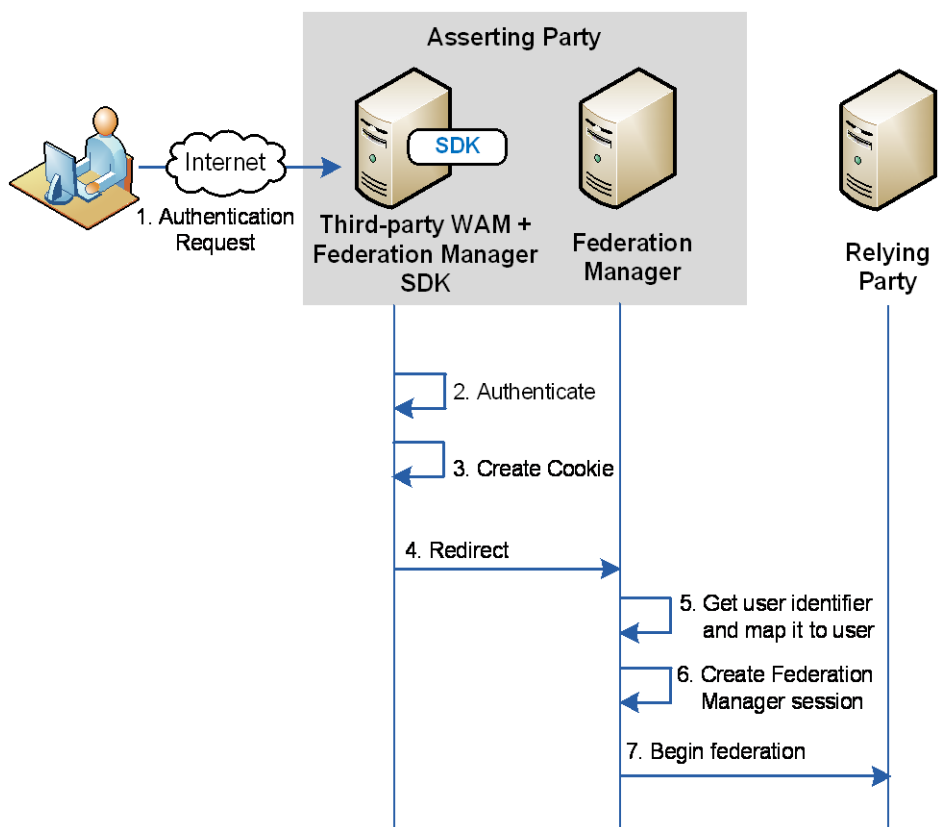 Asserting Party
SDK
Internet
1. Authentication
Request
Third-party WAM +
Federation Manager
SDK
Federation
Manager
Relying
Party
2. Authenticate
3. Create Cookie
4. Redirect
5. Get user identifier
and map it to user
6. Create Federation
Manager session
7. Begin federation